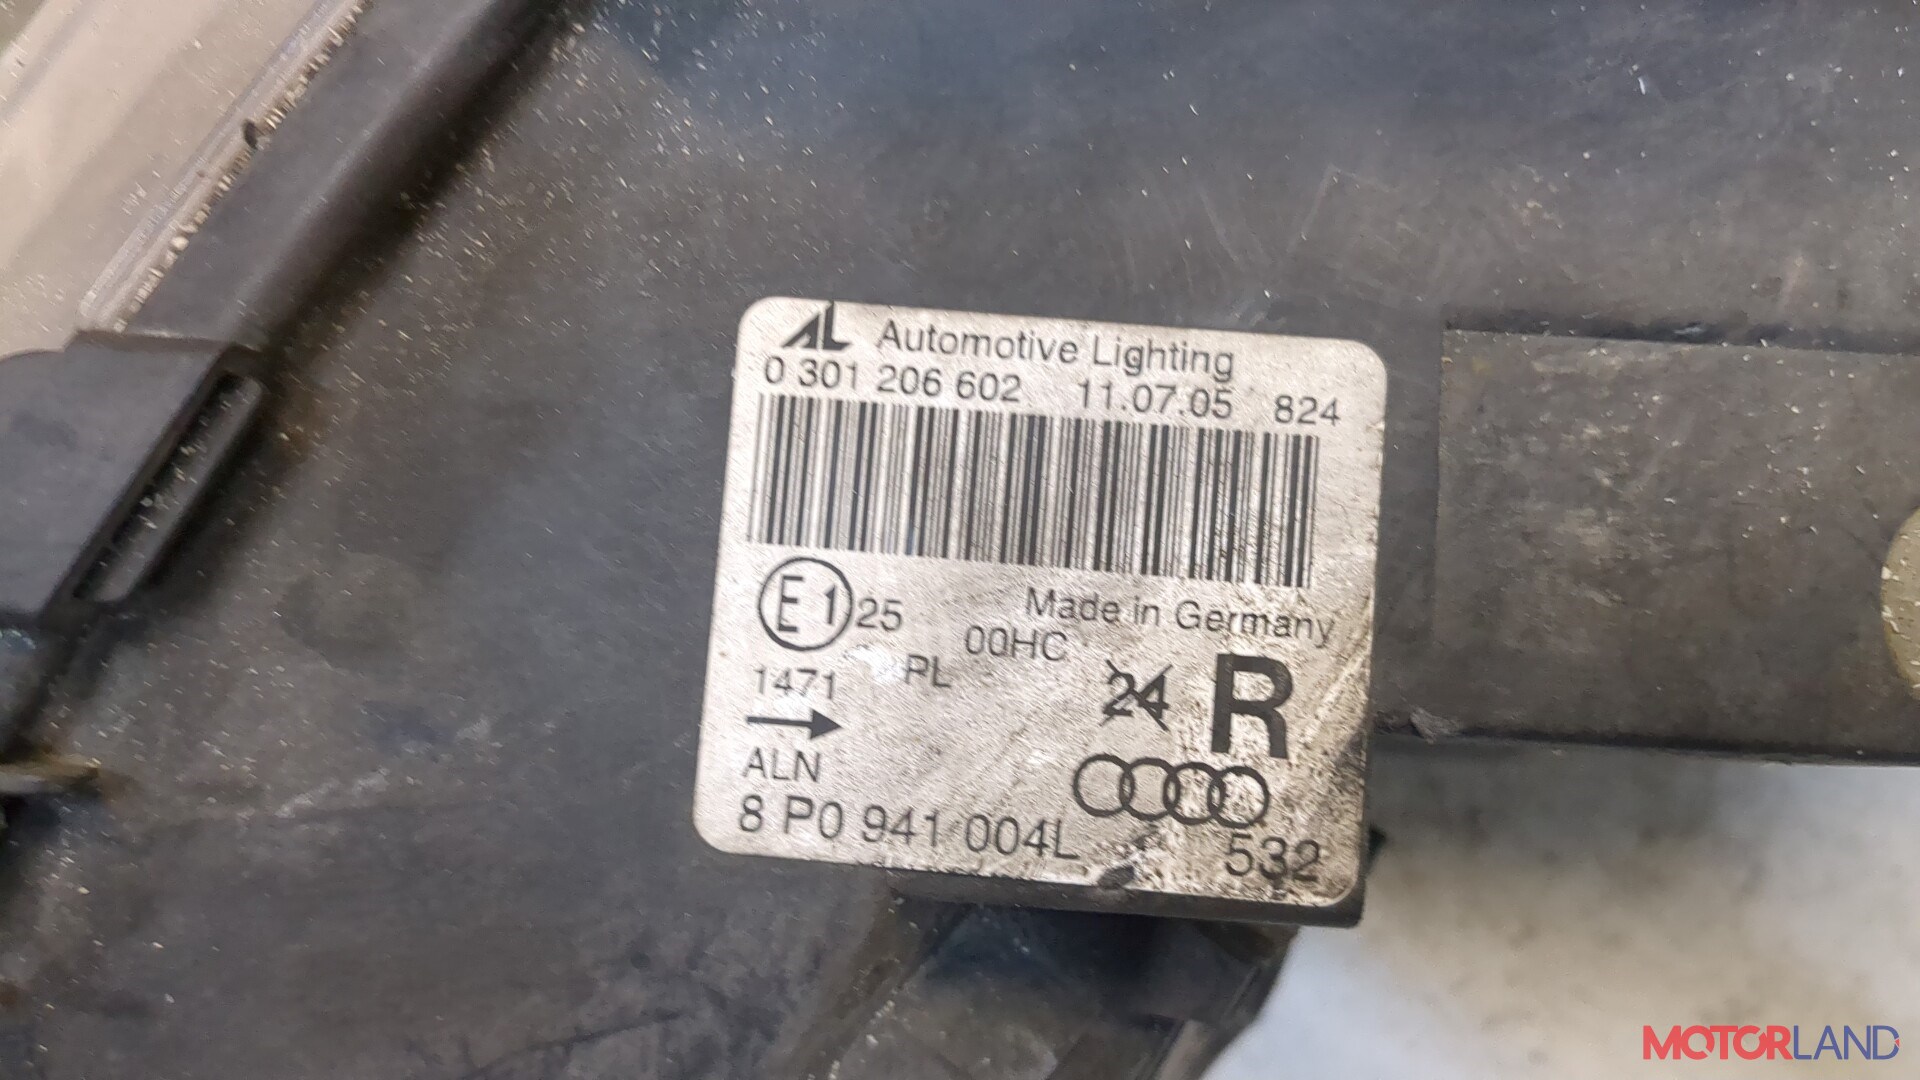 AL Automotive Lighting
0 301 206 602 11.07.05 824
E1 25 Made in Germany
00HC
1471 PL 24 R
ALN
8 P0 941 004L 532
MOTORLAND